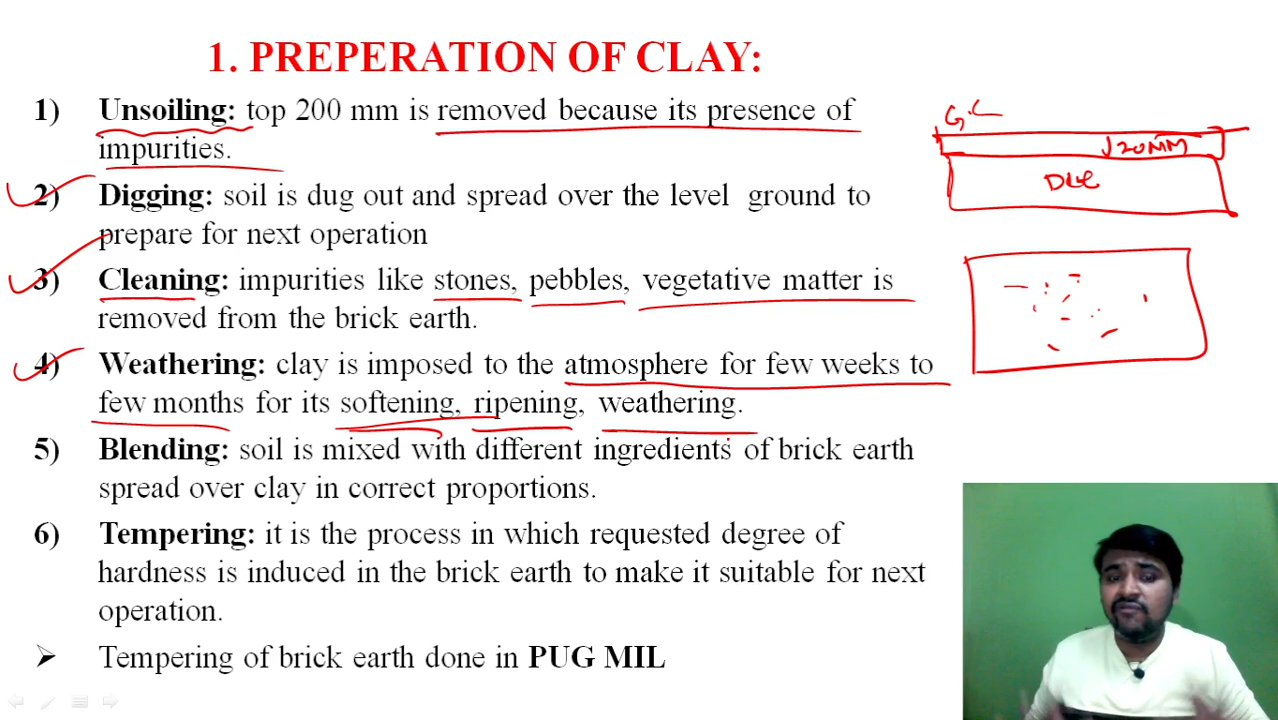 1. PREPERATION OF CLAY:
1) Unsoiling: top 200 mm is removed because its presence of
impurities.
2) Digging: soil is dug out and spread over the level ground to
prepare for next operation
3) Cleaning: impurities like stones, pebbles, vegetative matter is
removed from the brick earth.
4) Weathering: clay is imposed to the atmosphere for few weeks to
few months for its softening, ripening, weathering.
5) Blending: soil is mixed with different ingredients of brick earth
spread over clay in correct proportions.
6) Tempering: it is the process in which requested degree of
hardness is induced in the brick earth to make it suitable for next
operation.
➢ Tempering of brick earth done in PUG MIL
G.L
20MM